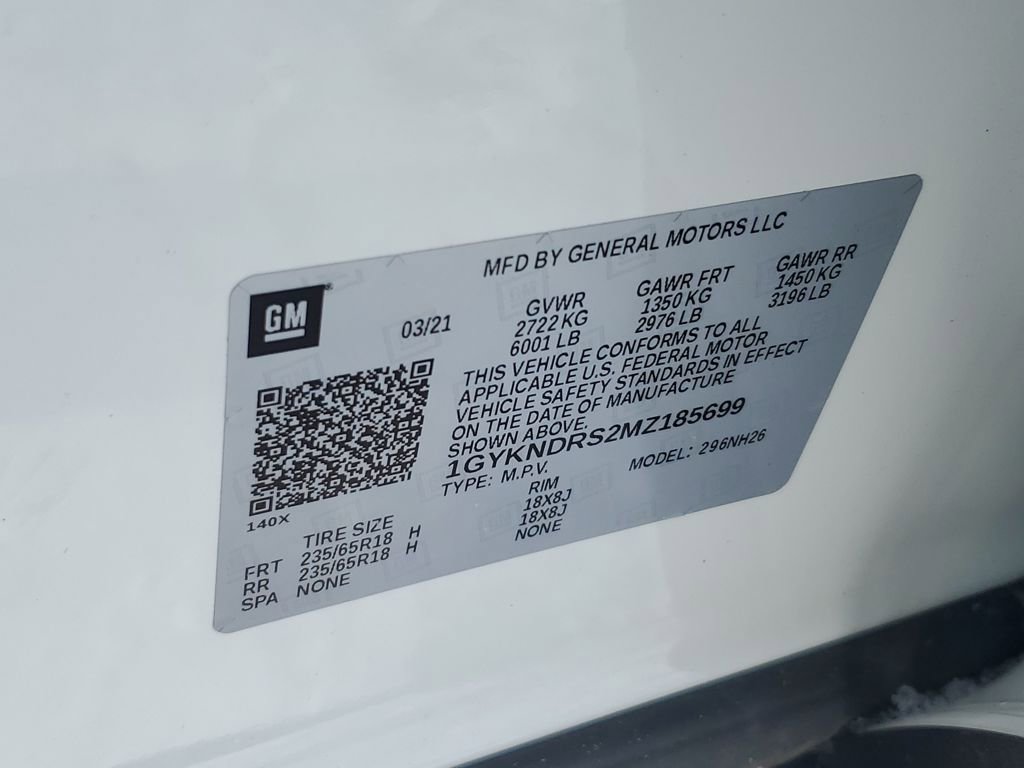 MFD BY GENERAL MOTORS LLC
GM
03/21
GVWR GAWR FRT GAWR RR
2722 KG 1350 KG 1450 KG
6001 LB 2976 LB 3196 LB
THIS VEHICLE CONFORMS TO ALL
APPLICABLE U.S. FEDERAL MOTOR
VEHICLE SAFETY STANDARDS IN EFFECT
ON THE DATE OF MANUFACTURE
SHOWN ABOVE.
1GYKNDRS2MZ185699
TYPE: M.P.V. MODEL: 296NH26
140X
TIRE SIZE RIM
FRT 235/65R18 H 18X8J
RR 235/65R18 H 18X8J
SPA NONE NONE